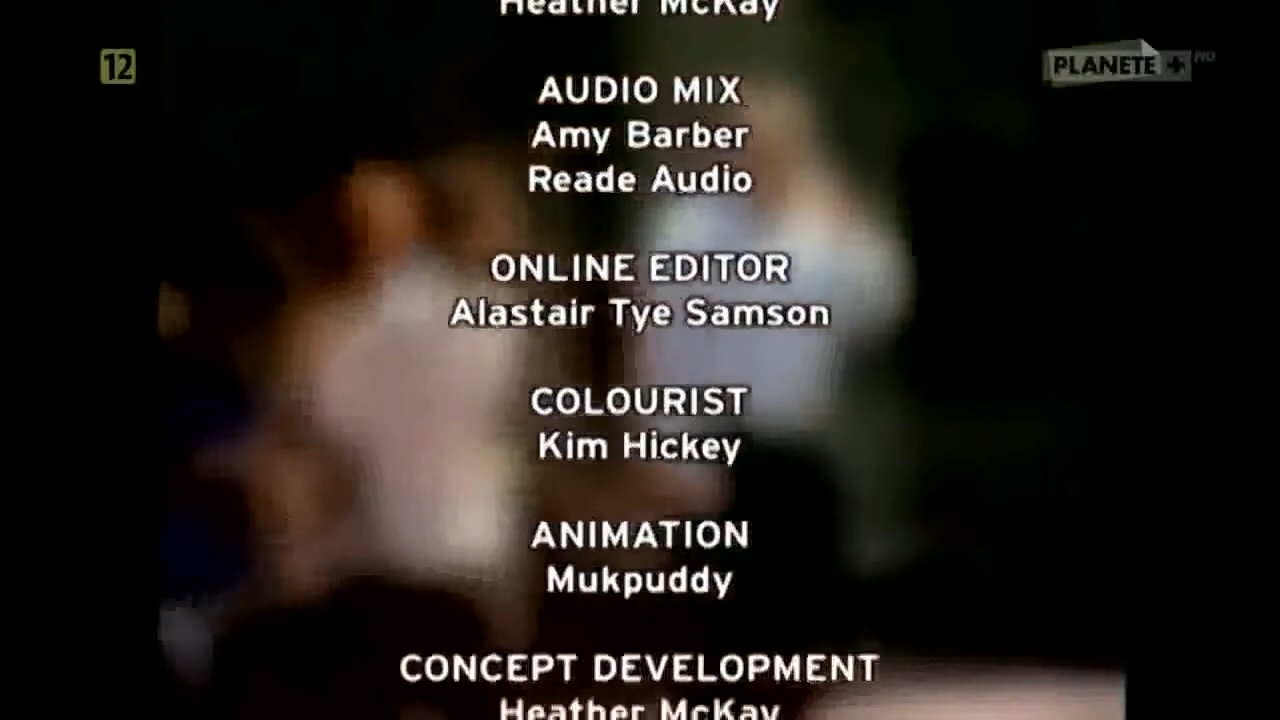 Heather McKay
12
PLANETE + HD
AUDIO MIX
Amy Barber
Reade Audio
ONLINE EDITOR
Alastair Tye Samson
COLOURIST
Kim Hickey
ANIMATION
Mukpuddy
CONCEPT DEVELOPMENT
Heather McKay